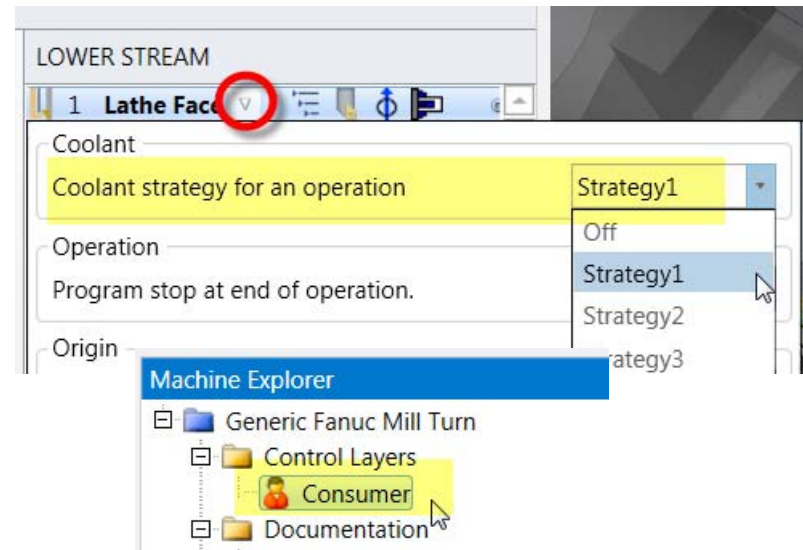 LOWER STREAM
1 Lathe Face
Coolant
Coolant strategy for an operation Strategy1
Off
Strategy1
Strategy2
Operation
Program stop at end of operation.
Origin
Machine Explorer
Generic Fanuc Mill Turn
Control Layers
Consumer
Documentation